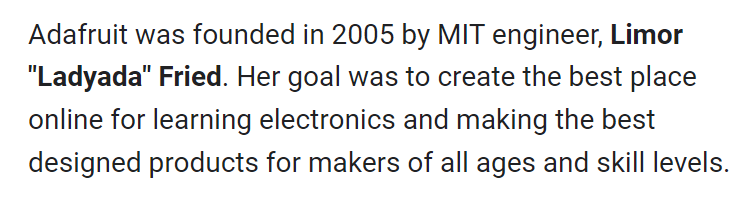 Adafruit was founded in 2005 by MIT engineer, Limor
"Ladyada" Fried. Her goal was to create the best place
online for learning electronics and making the best
designed products for makers of all ages and skill levels.